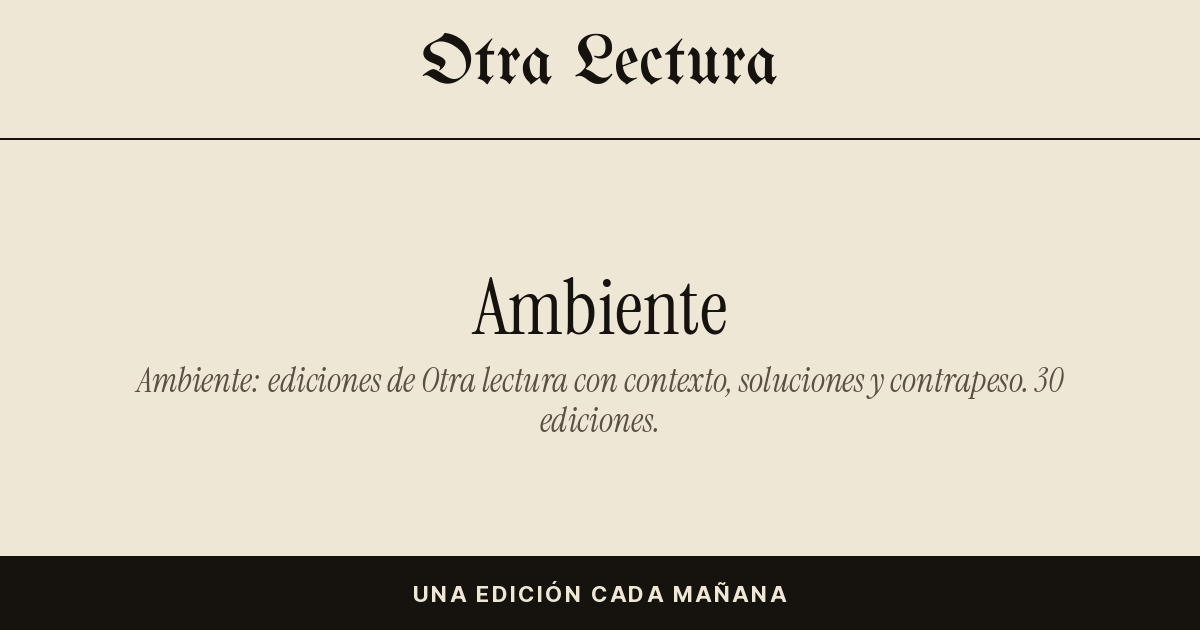 Otra Lectura
Ambiente
Ambiente: ediciones de Otra lectura con contexto, soluciones y contrapeso. 30
ediciones.
UNA EDICIÓN CADA MAÑANA